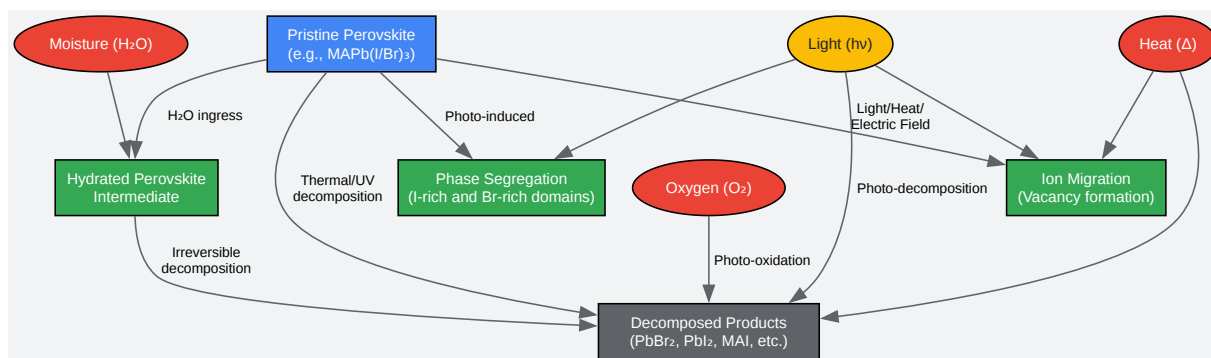 Moisture (H₂O)
Pristine Perovskite
(e.g., MAPb(I/Br)₃)
Light (hν)
Heat (Δ)
H₂O ingress
Photo-induced
Light/Heat/
Electric Field
Hydrated Perovskite
Intermediate
Thermal/UV
decomposition
Phase Segregation
(I-rich and Br-rich domains)
Oxygen (O₂)
Photo-decomposition
Ion Migration
(Vacancy formation)
Irreversible
decomposition
Photo-oxidation
Decomposed Products
(PbBr₂, PbI₂, MAI, etc.)